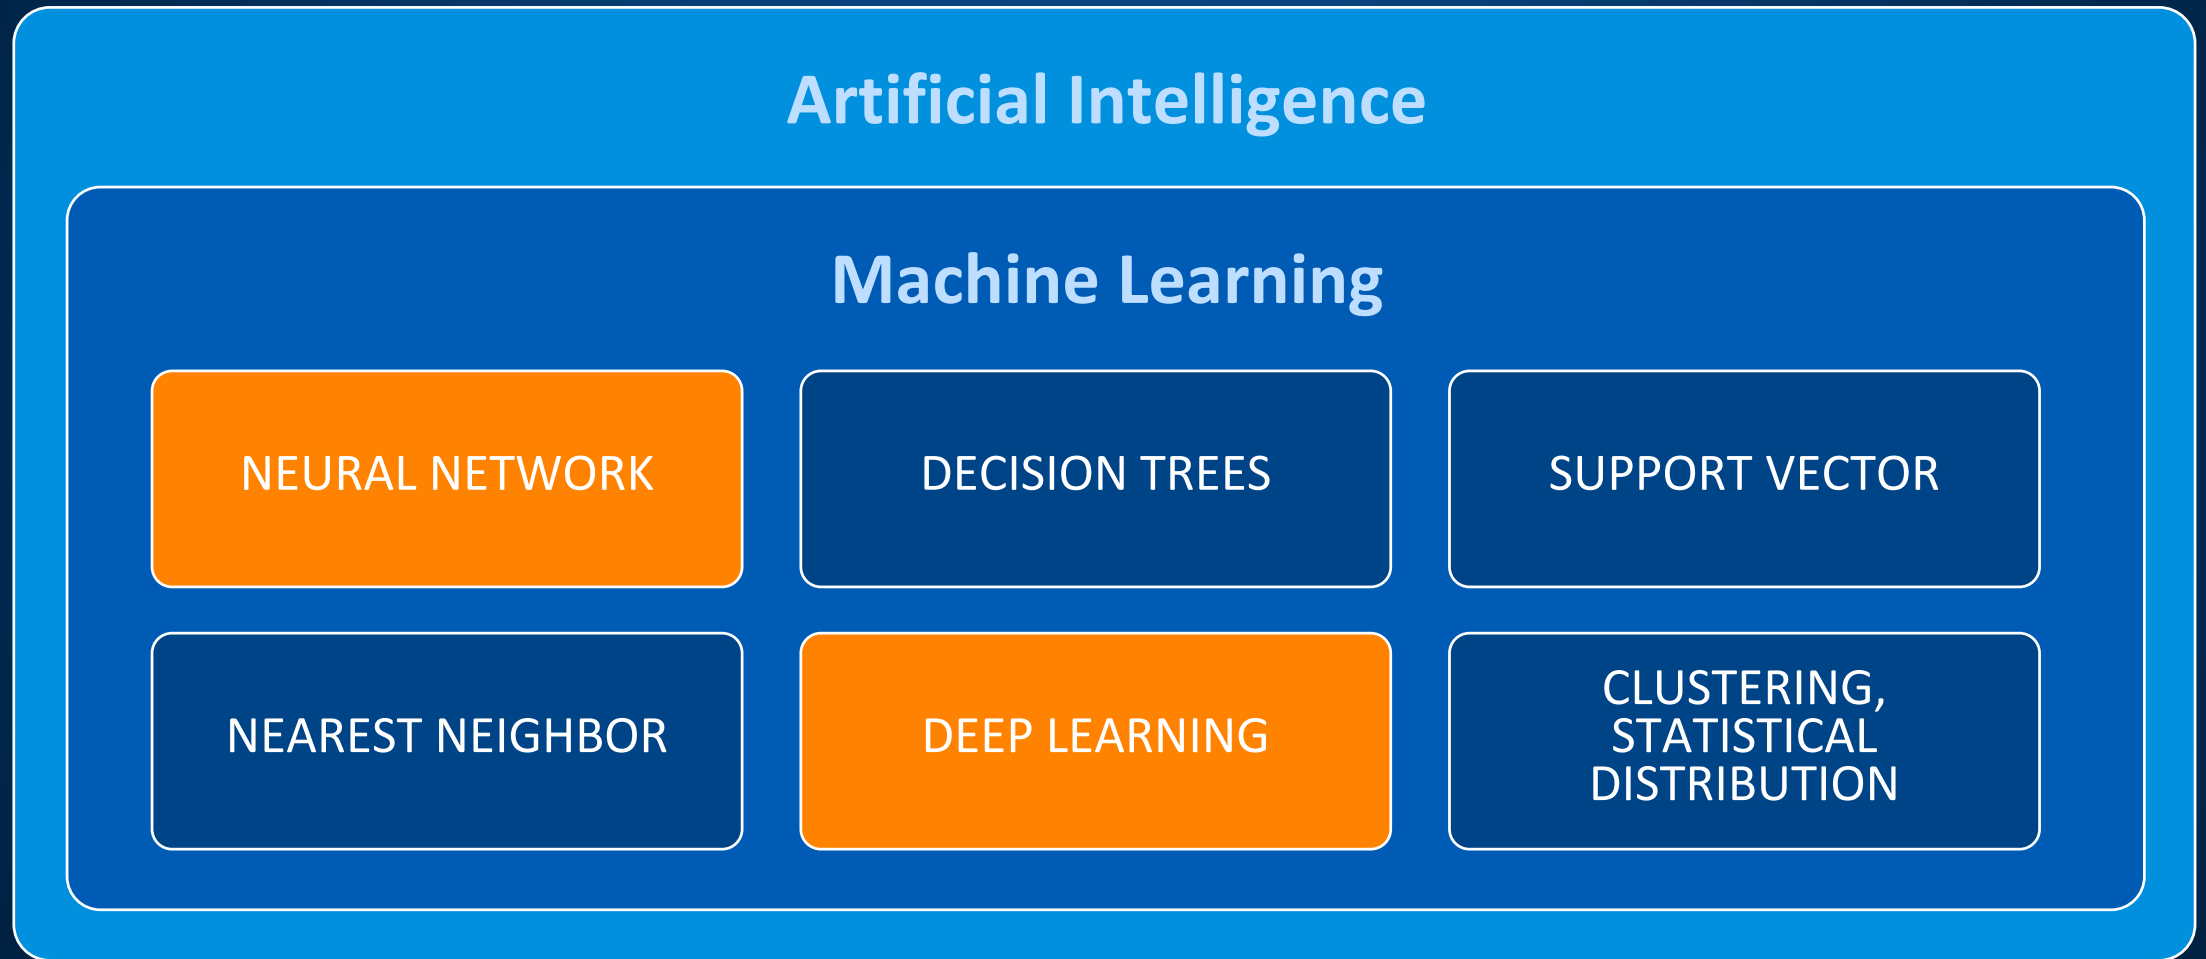 Artificial Intelligence
Machine Learning
NEURAL NETWORK
DECISION TREES
SUPPORT VECTOR
NEAREST NEIGHBOR
DEEP LEARNING
CLUSTERING,
STATISTICAL
DISTRIBUTION